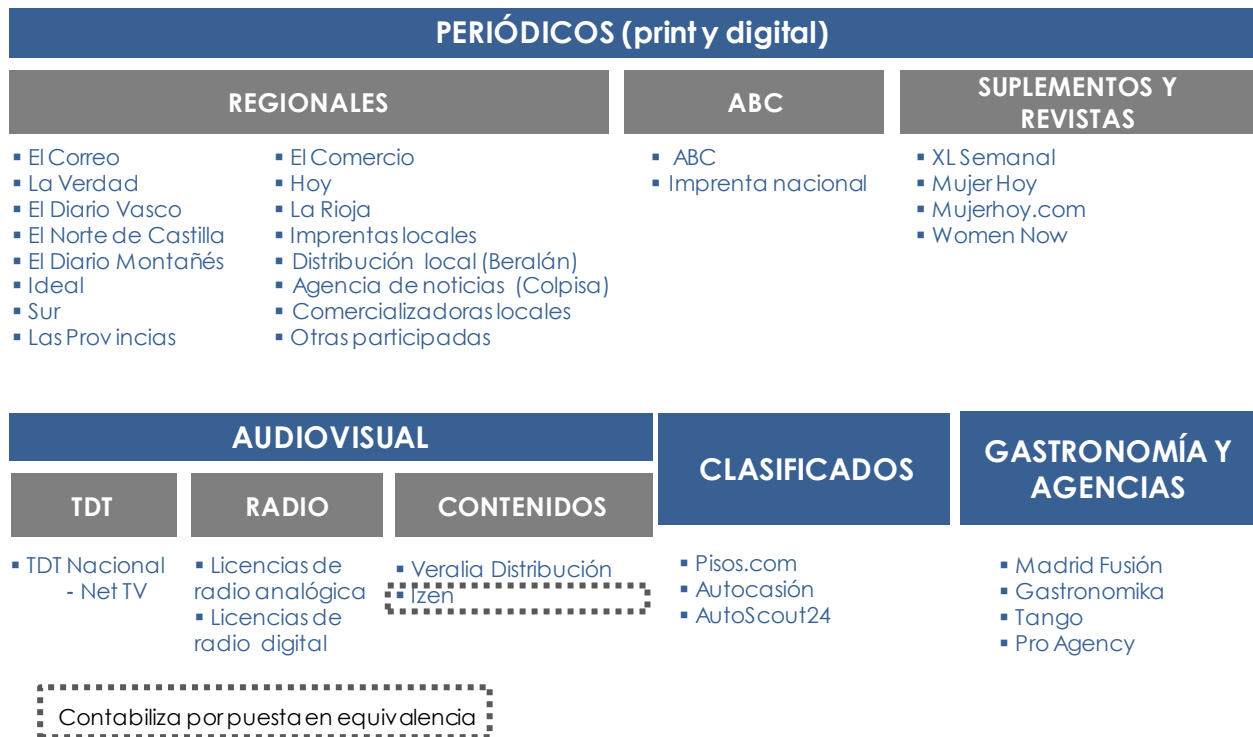 PERIÓDICOS (print y digital)
REGIONALES
▪ El Correo
▪ La Verdad
▪ El Diario Vasco
▪ El Norte de Castilla
▪ El Diario Montañés
▪ Ideal
▪ Sur
▪ Las Provincias
▪ El Comercio
▪ Hoy
▪ La Rioja
▪ Imprentas locales
▪ Distribución local (Beralán)
▪ Agencia de noticias (Colpisa)
▪ Comercializadoras locales
▪ Otras participadas
ABC
▪ ABC
▪ Imprenta nacional
SUPLEMENTOS Y
REVISTAS
▪ XL Semanal
▪ Mujer Hoy
▪ Mujerhoy.com
▪ Women Now
AUDIOVISUAL
TDT
▪ TDT Nacional
- Net TV
RADIO
▪ Licencias de
radio analógica
▪ Licencias de
radio digital
CONTENIDOS
▪ Veralia Distribución
▪ Izen
CLASIFICADOS
▪ Pisos.com
▪ Autocasión
▪ AutoScout24
GASTRONOMÍA Y
AGENCIAS
▪ Madrid Fusión
▪ Gastronomika
▪ Tango
▪ Pro Agency
Contabiliza por puesta en equivalencia